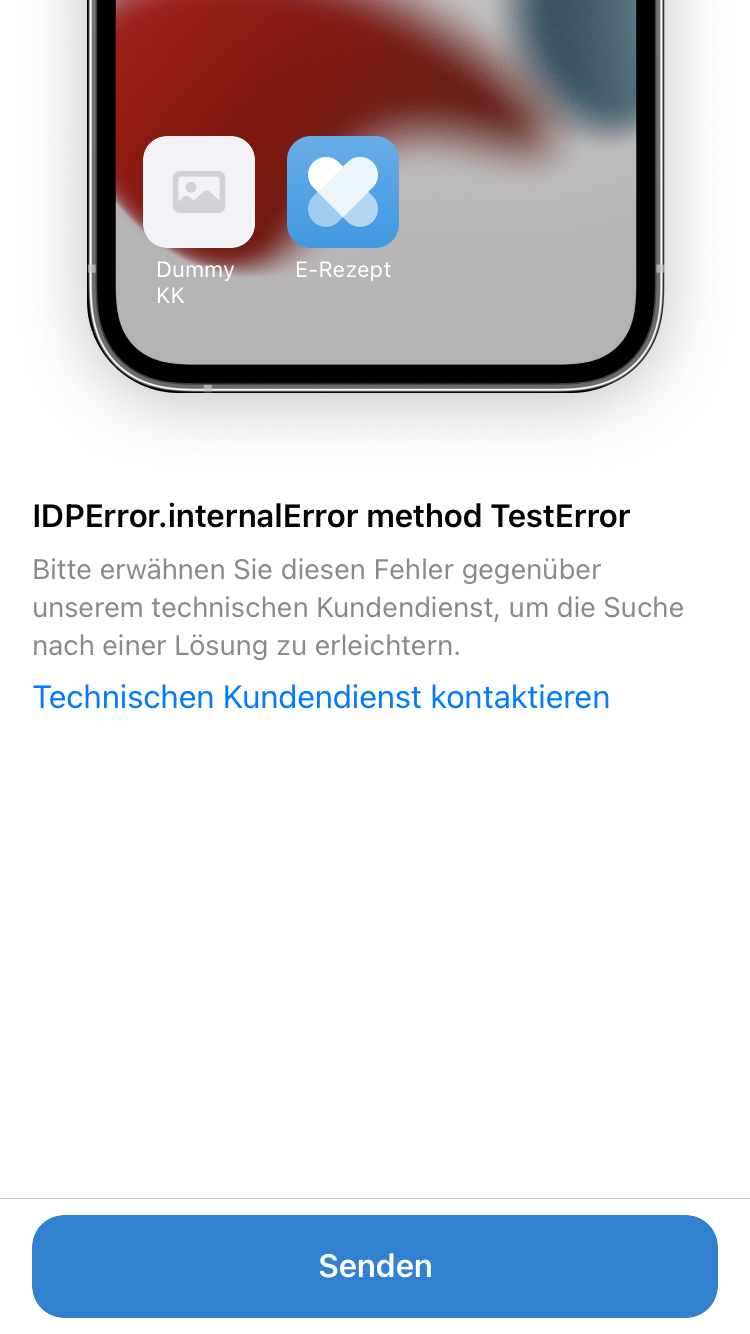 Dummy
KK
E-Rezept
IDPError.internalError method TestError
Bitte erwähnen Sie diesen Fehler gegenüber
unserem technischen Kundendienst, um die Suche
nach einer Lösung zu erleichtern.
Technischen Kundendienst kontaktieren
Senden